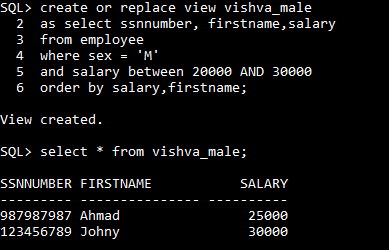 SQL> create or replace view vishva_male
  2  as select ssnnumber, firstname,salary
  3  from employee
  4  where sex = 'M'
  5  and salary between 20000 AND 30000
  6  order by salary,firstname;
View created.
SQL> select * from vishva_male;
SSNNUMBER FIRSTNAME           SALARY
--------- --------------- ----------
987987987 Ahmad                25000
123456789 Johny                30000